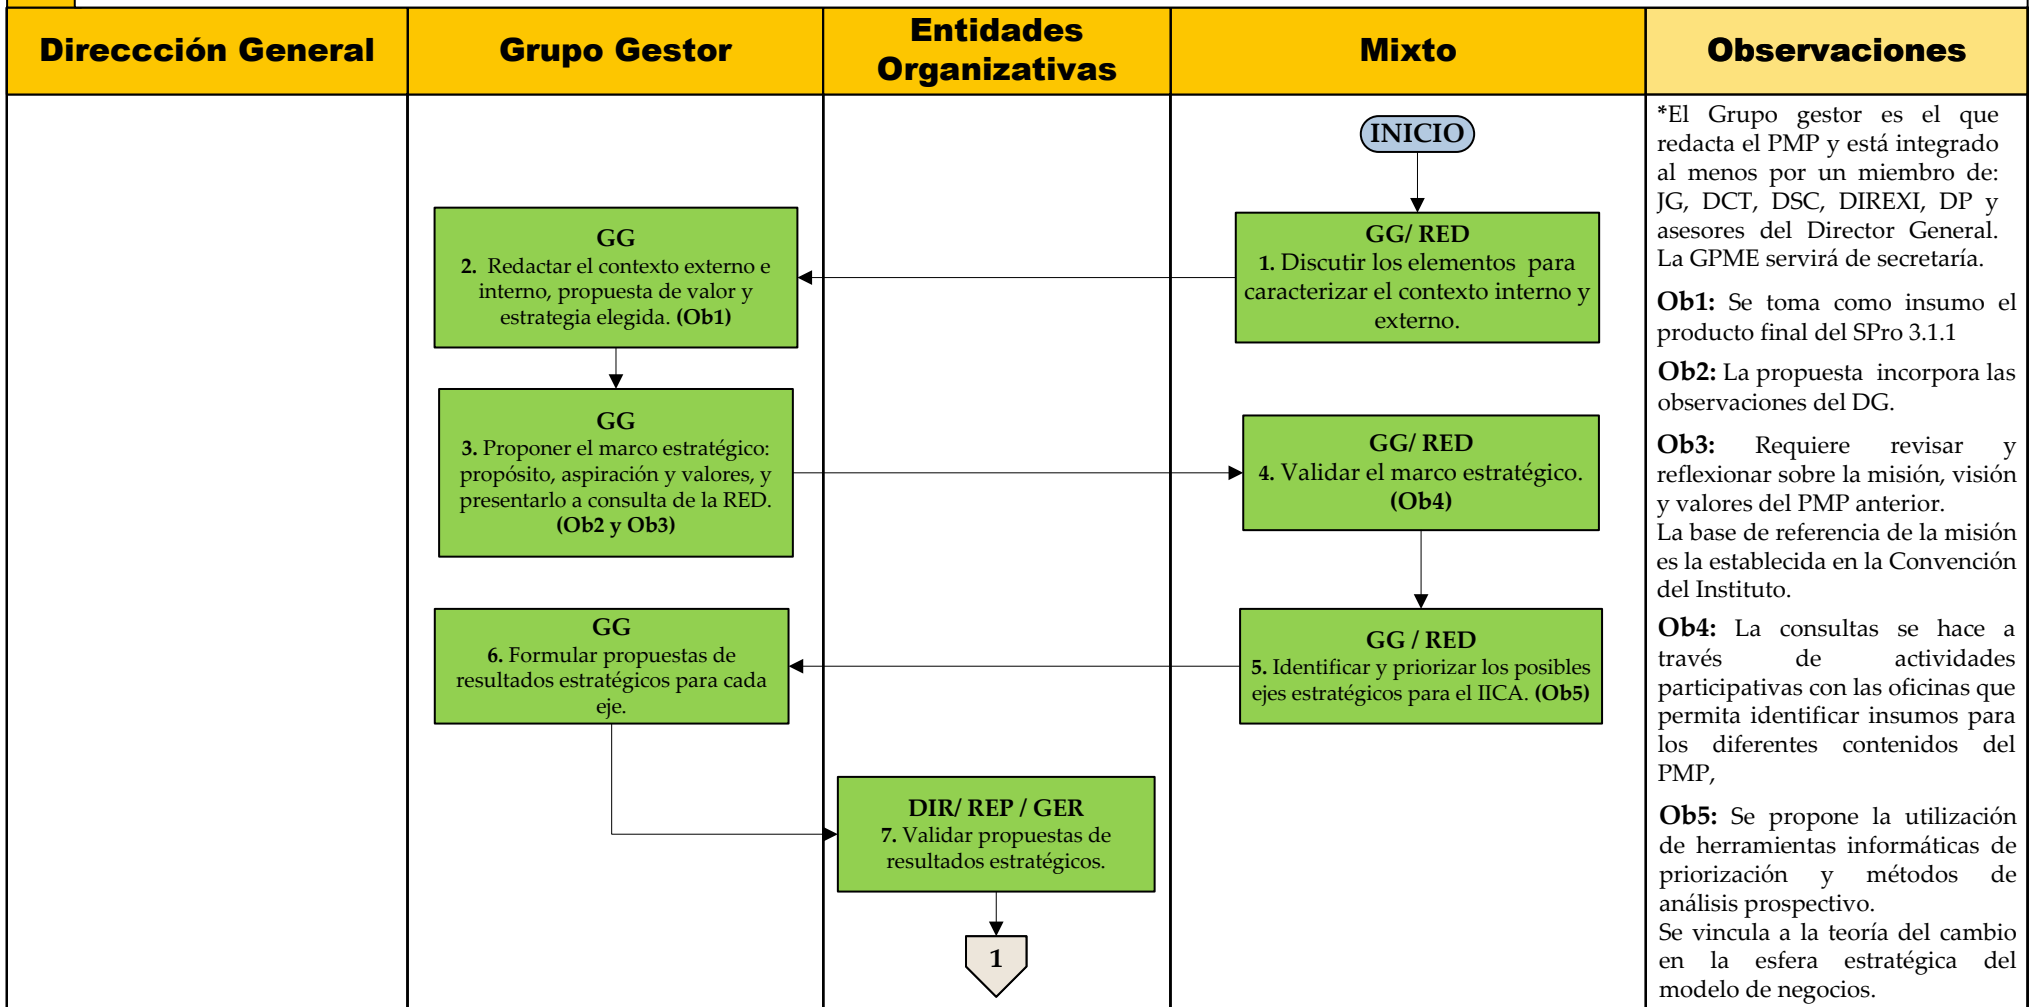 Direccción General
Grupo Gestor
Entidades
Organizativas
Mixto
Observaciones
INICIO
GG/ RED
1. Discutir los elementos para
caracterizar el contexto interno y
externo.
GG
2. Redactar el contexto externo e
interno, propuesta de valor y
estrategia elegida. (Ob1)
GG
3. Proponer el marco estratégico:
propósito, aspiración y valores, y
presentarlo a consulta de la RED.
(Ob2 y Ob3)
GG/ RED
4. Validar el marco estratégico.
(Ob4)
GG / RED
5. Identificar y priorizar los posibles
ejes estratégicos para el IICA. (Ob5)
GG
6. Formular propuestas de
resultados estratégicos para cada
eje.
DIR/ REP / GER
7. Validar propuestas de
resultados estratégicos.
1
*El Grupo gestor es el que
redacta el PMP y está integrado
al menos por un miembro de:
JG, DCT, DSC, DIREXI, DP y
asesores del Director General.
La GPME servirá de secretaría.
Ob1: Se toma como insumo el
producto final del SPro 3.1.1
Ob2: La propuesta incorpora las
observaciones del DG.
Ob3: Requiere revisar y
reflexionar sobre la misión, visión
y valores del PMP anterior.
La base de referencia de la misión
es la establecida en la Convención
del Instituto.
Ob4: La consultas se hace a
través de actividades
participativas con las oficinas que
permita identificar insumos para
los diferentes contenidos del
PMP,
Ob5: Se propone la utilización
de herramientas informáticas de
priorización y métodos de
análisis prospectivo.
Se vincula a la teoría del cambio
en la esfera estratégica del
modelo de negocios.